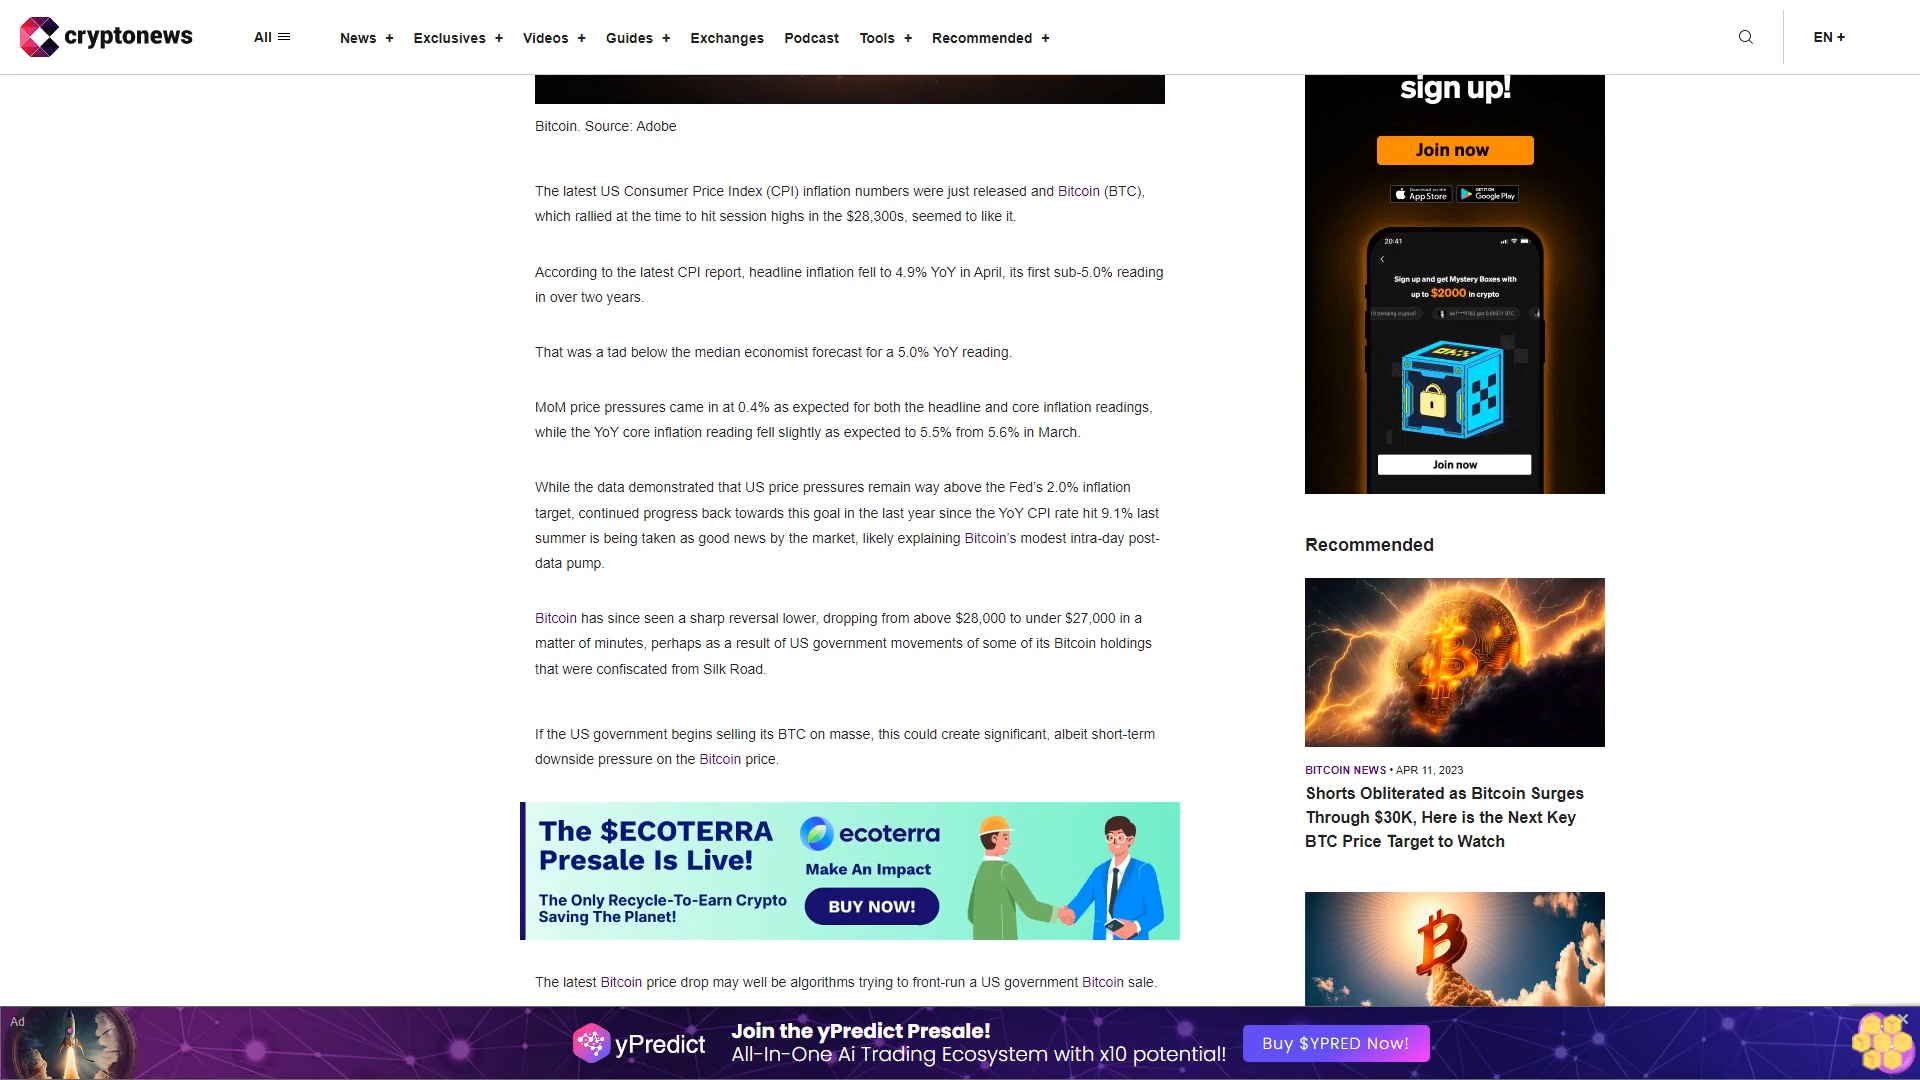 cryptonews
All
News +
Exclusives +
Videos +
Guides +
Exchanges
Podcast
Tools +
Recommended +
EN +
Bitcoin. Source: Adobe
The latest US Consumer Price Index (CPI) inflation numbers were just released and Bitcoin (BTC),
which rallied at the time to hit session highs in the $28,300s, seemed to like it.
According to the latest CPI report, headline inflation fell to 4.9% YoY in April, its first sub-5.0% reading
in over two years.
That was a tad below the median economist forecast for a 5.0% YoY reading.
MoM price pressures came in at 0.4% as expected for both the headline and core inflation readings,
while the YoY core inflation reading fell slightly as expected to 5.5% from 5.6% in March.
While the data demonstrated that US price pressures remain way above the Fed's 2.0% inflation
target, continued progress back towards this goal in the last year since the YoY CPI rate hit 9.1% last
summer is being taken as good news by the market, likely explaining Bitcoin's modest intra-day post-
data pump.
Bitcoin has since seen a sharp reversal lower, dropping from above $28,000 to under $27,000 in a
matter of minutes, perhaps as a result of US government movements of some of its Bitcoin holdings
that were confiscated from Silk Road.
If the US government begins selling its BTC on masse, this could create significant, albeit short-term
downside pressure on the Bitcoin price.
The $ECOTERRA
Presale Is Live!
The Only Recycle-To-Earn Crypto
Saving The Planet!
ecoterra
Make An Impact
BUY NOW!
The latest Bitcoin price drop may well be algorithms trying to front-run a US government Bitcoin sale.
sign up!
Join now
Download on the
App Store
GET IT ON
Google Play
20:41
Sign up and get Mystery Boxes with
up to $2000 in crypto
10 trending cryptos!
OKX
Join now
Recommended
BITCOIN NEWS • APR 11, 2023
Shorts Obliterated as Bitcoin Surges
Through $30K, Here is the Next Key
BTC Price Target to Watch
Ad
yPredict
Join the yPredict Presale!
All-In-One Ai Trading Ecosystem with x10 potential!
Buy $YPRED Now!